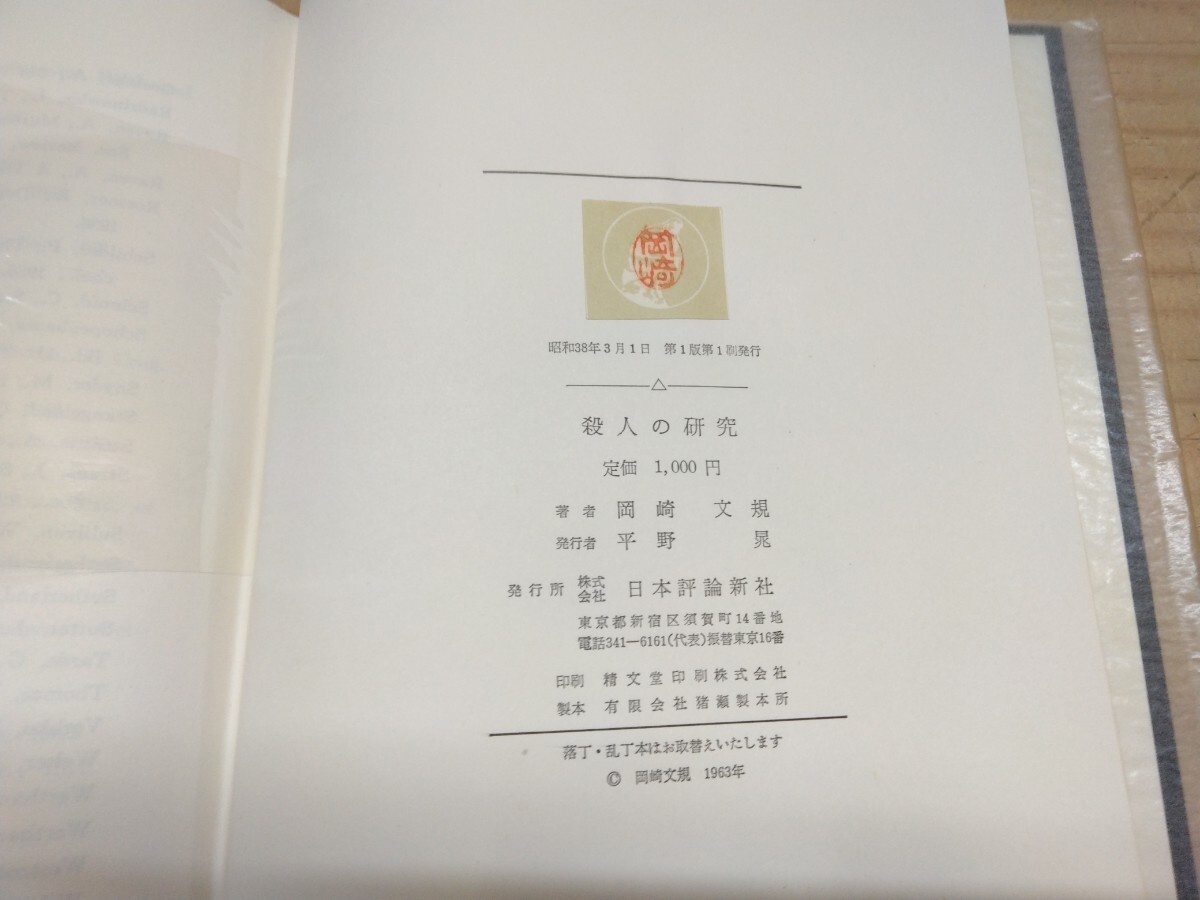 岡崎
昭和38年3月1日 第1版第1刷発行
殺人の研究
定価 1,000円
著者 岡崎文規
発行者 平野晃
発行所 株式会社 日本評論新社
東京都新宿区須賀町14番地
電話341―6161(代表)振替東京16番
印刷 精文堂印刷株式会社
製本 有限会社猪瀬製本所
落丁・乱丁本はお取替えいたします
© 岡崎文規 1963年